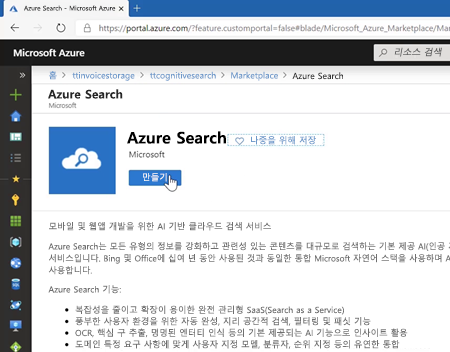 Azure Search - Microsoft Azure
https://portal.azure.com/?feature.customportal=false#blade/Microsoft_Azure_Marketplace/Mar
Microsoft Azure
리소스 검색
홈 > ttinvoicestorage > ttcognitivesearch > Marketplace > Azure Search
Azure Search
Microsoft
Azure Search
나중을 위해 저장
Microsoft
만들기
모바일 및 웹앱 개발을 위한 AI 기반 클라우드 검색 서비스
Azure Search는 모든 유형의 정보를 강화하고 관련성 있는 콘텐츠를 대규모로 검색하는 기본 제공 AI(인공 지
서비스입니다. Bing 및 Office에 십여 년 동안 사용된 것과 동일한 통합 Microsoft 자연어 스택을 사용하며 A
사용합니다.
Azure Search 기능:
• 복잡성을 줄이고 확장이 용이한 완전 관리형 SaaS(Search as a Service)
• 풍부한 사용자 환경을 위한 자동 완성, 지리 공간적 검색, 필터링 및 패싯 기능
• OCR, 핵심 구 추출, 명명된 엔터티 인식 등의 기본 제공되는 AI 기능으로 인사이트 활용
• 도메인 특정 요구 사항에 맞게 사용자 지정 모델, 분류자, 순위 지정 등의 유연한 통합